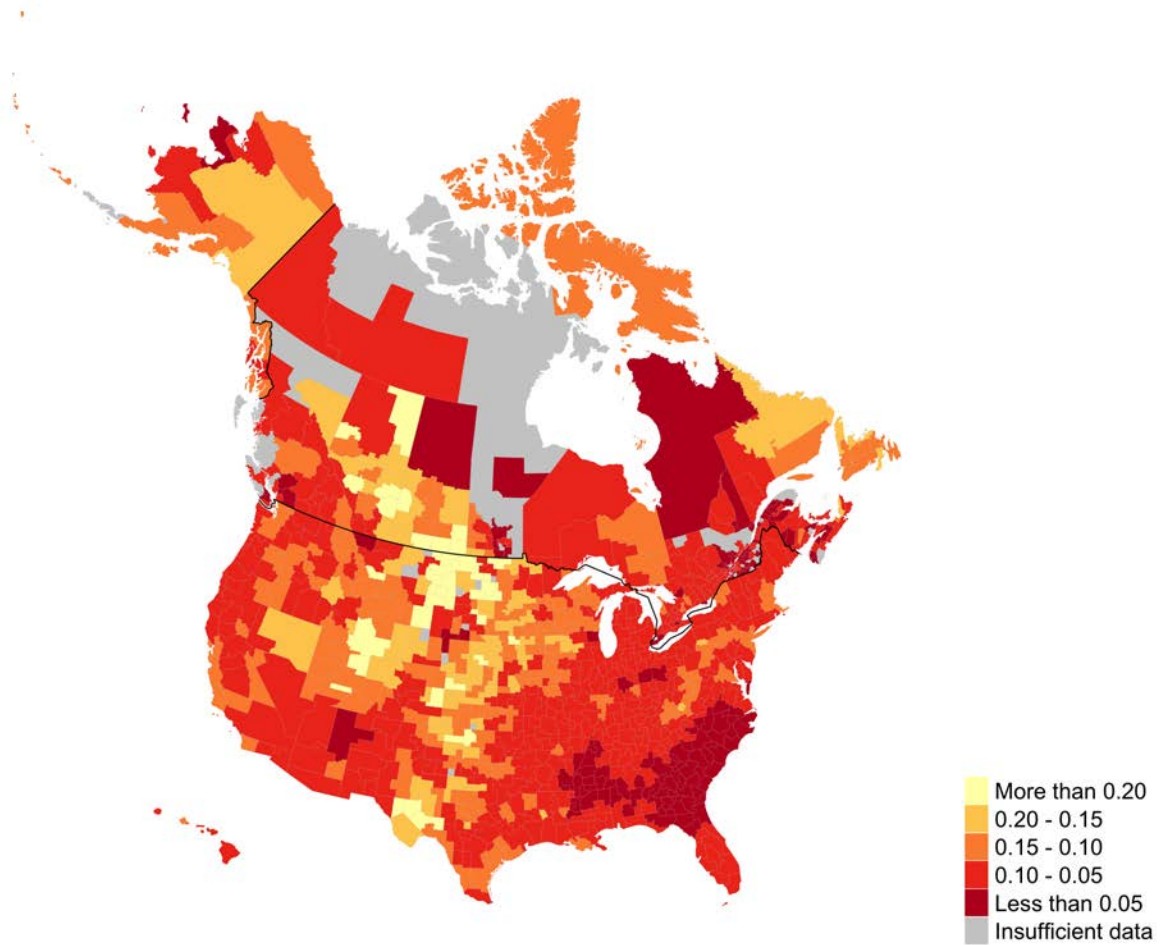 More than 0.20
0.20 - 0.15
0.15 - 0.10
0.10 - 0.05
Less than 0.05
Insufficient data